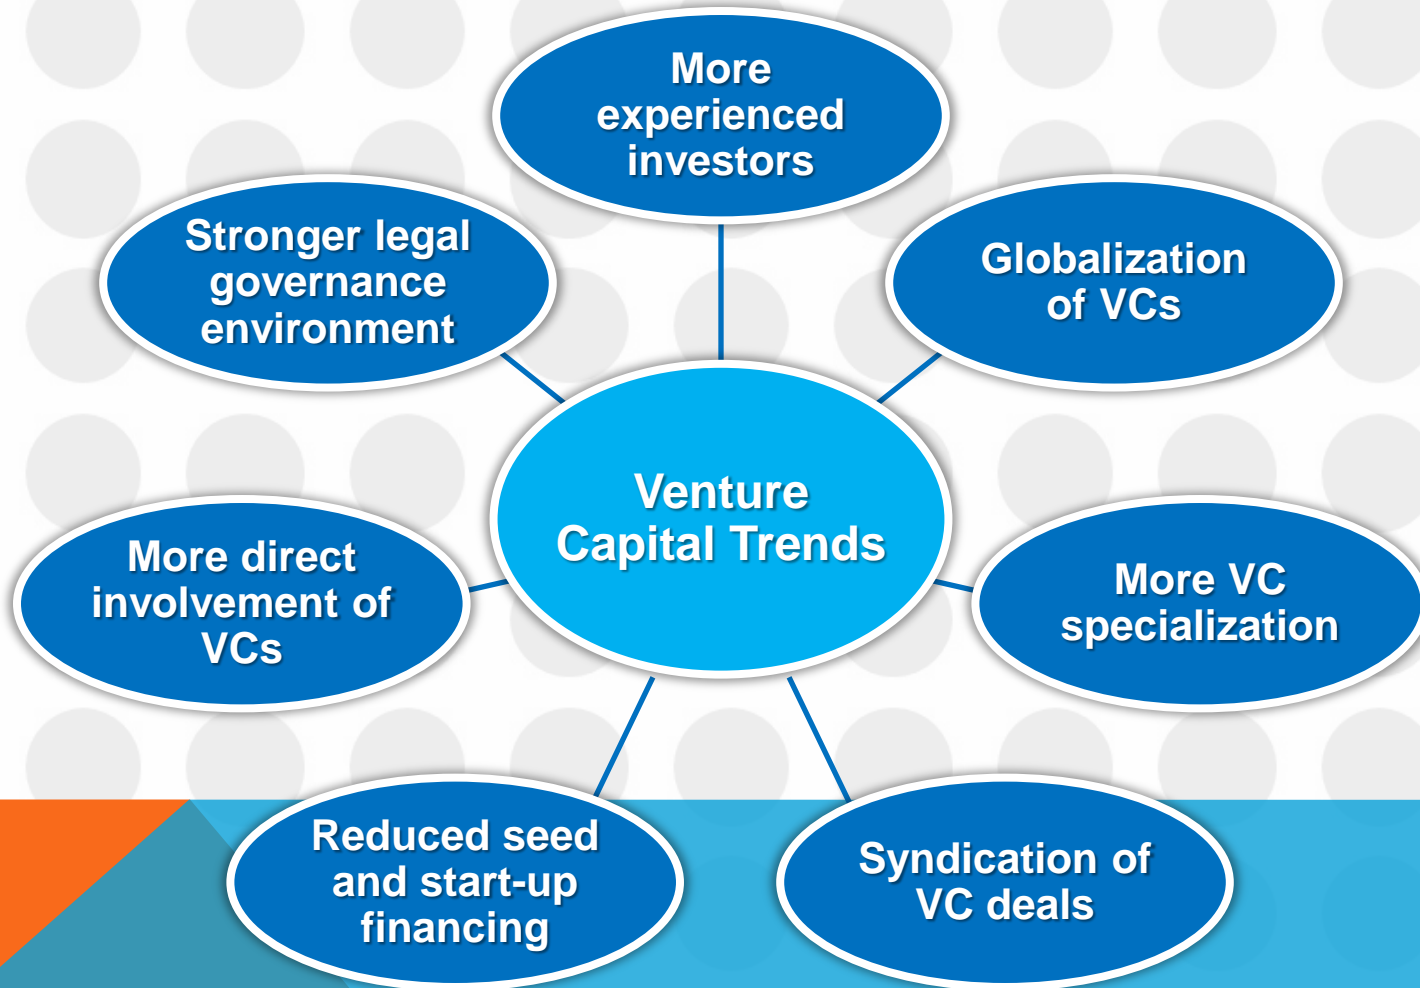 More
experienced
investors
Stronger legal
governance
environment
Globalization
of VCs
Venture
Capital Trends
More direct
involvement of
VCs
More VC
specialization
Reduced seed
and start-up
financing
Syndication of
VC deals